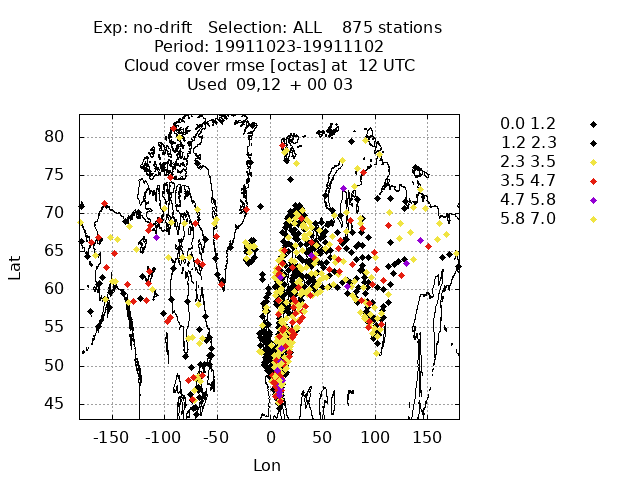 Exp: no-drift   Selection: ALL    875 stations
Period: 19911023-19911102
Cloud cover rmse [octas] at  12 UTC
Used  09,12  + 00 03
0.0 1.2
1.2 2.3
2.3 3.5
3.5 4.7
4.7 5.8
5.8 7.0
Lat
80
75
70
65
60
55
50
45
-150 -100 -50 0 50 100 150
Lon